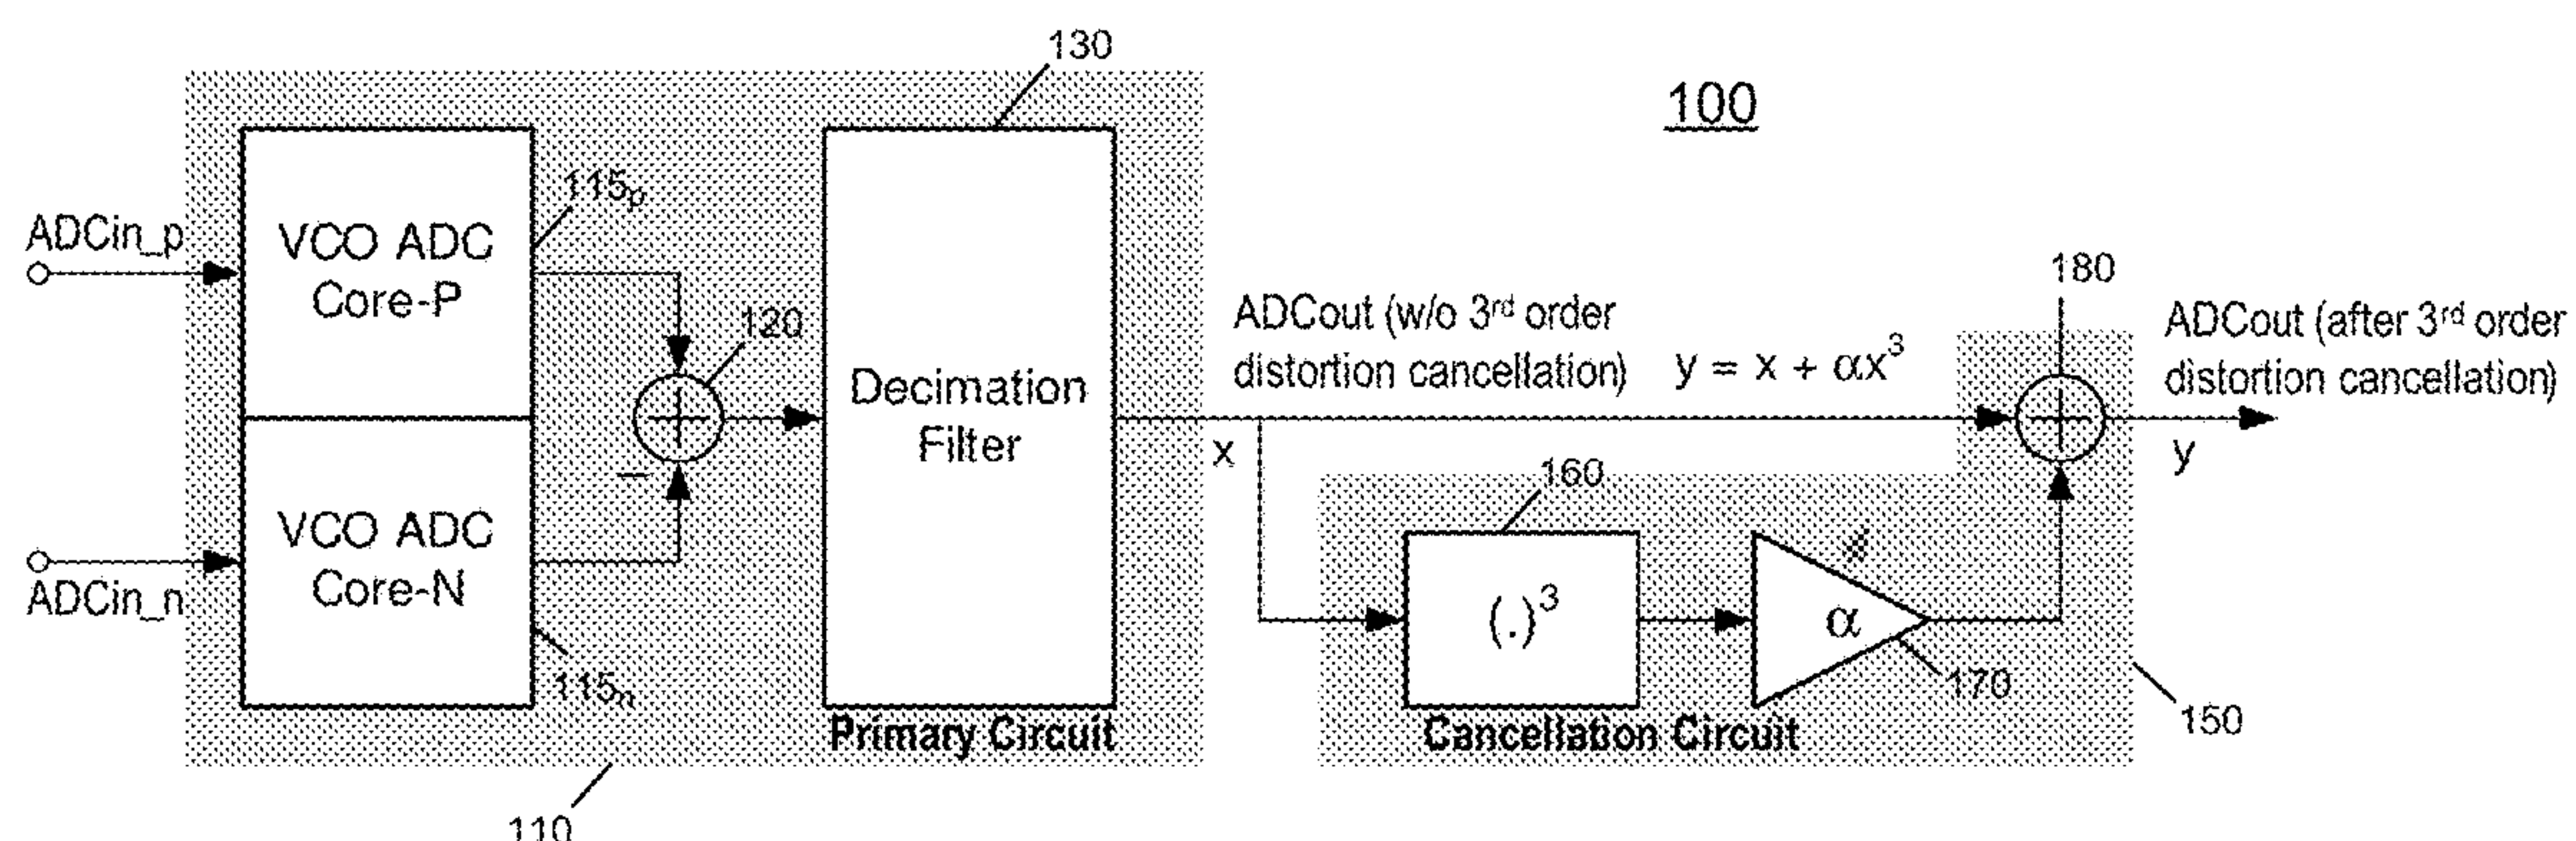 130
100
115p
ADCin_p
VCO ADC
Core-P
180
120
ADCout (w/o 3rd order
distortion cancellation)
y = x + αx³
ADCout (after 3rd order
distortion cancellation)
Decimation
Filter
x
y
160
VCO ADC
Core-N
ADCin_n
(.)³
α
115n
170
150
Primary Circuit
Cancellation Circuit
110